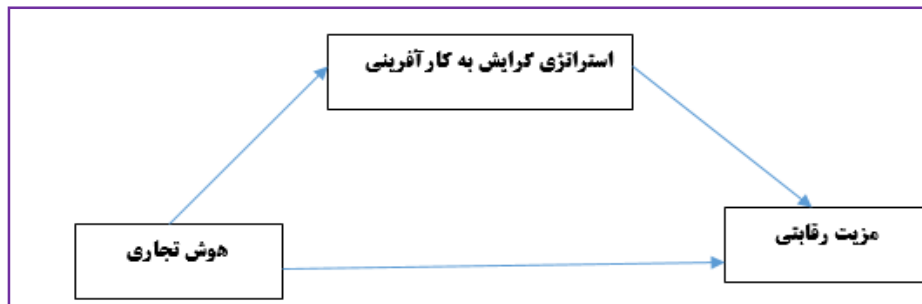 استراتژی گرایش به کارآفرینی
هوش تجاری
مزیت رقابتی